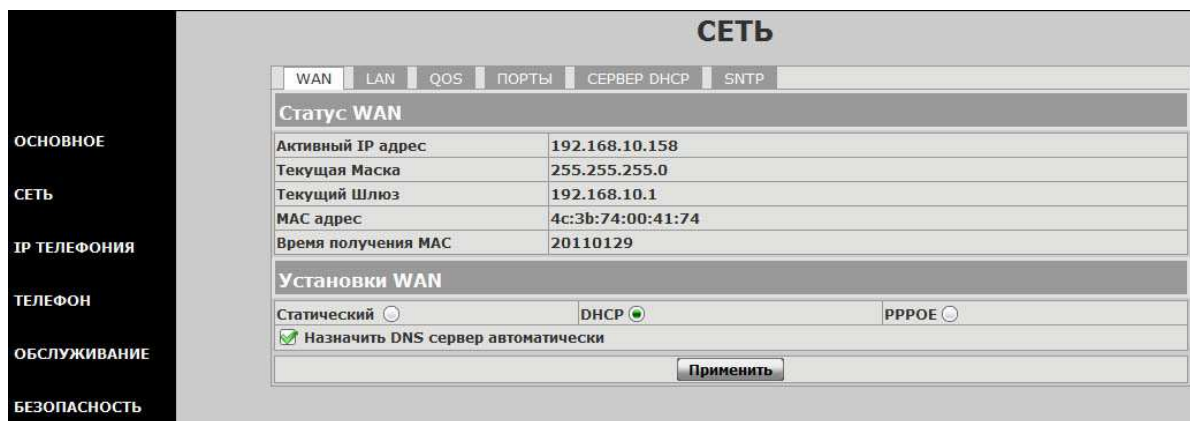 СЕТЬ
WAN LAN QOS ПОРТЫ СЕРВЕР DHCP SNTP
Статус WAN
Активный IP адрес 192.168.10.158
Текущая Маска 255.255.255.0
Текущий Шлюз 192.168.10.1
MAC адрес 4c:3b:74:00:41:74
Время получения MAC 20110129
Установки WAN
Статический DHCP PPPOE
Назначить DNS сервер автоматически
Применить
ОСНОВНОЕ
СЕТЬ
IP ТЕЛЕФОНИЯ
ТЕЛЕФОН
ОБСЛУЖИВАНИЕ
БЕЗОПАСНОСТЬ